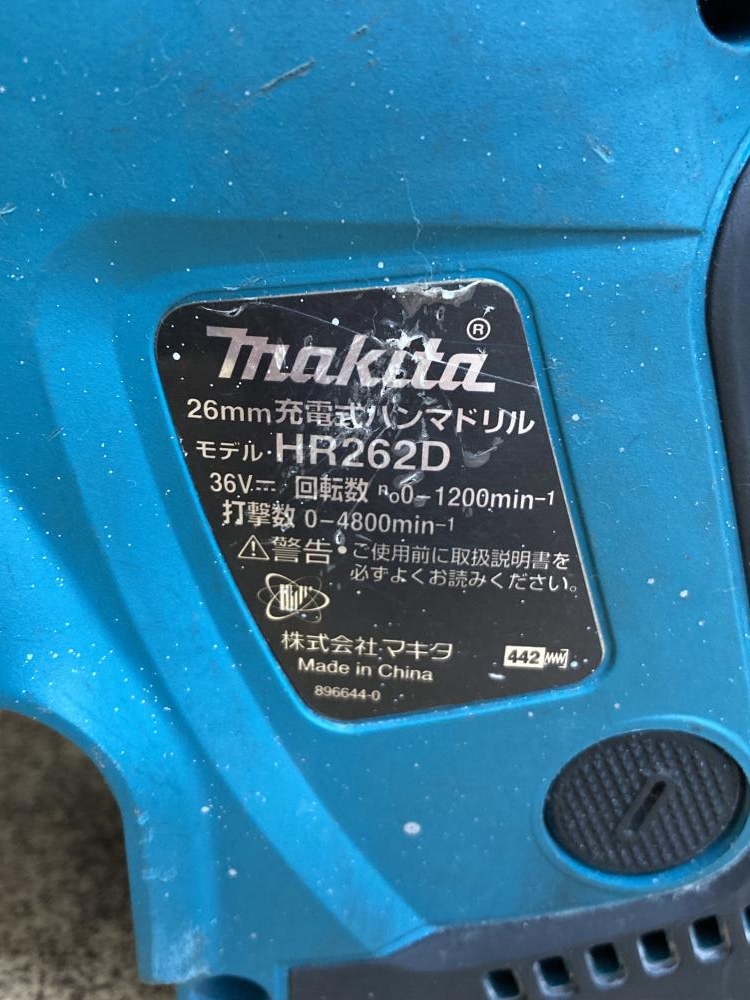 makita®
26mm充電式ハンマドリル
モデル・HR262D
36V⎓ 回転数 n₀0-1200min⁻¹
打撃数 0-4800min⁻¹
⚠警告・ご使用前に取扱説明書を
必ずよくお読みください。
株式会社 マキタ
442
Made in China
896644-0